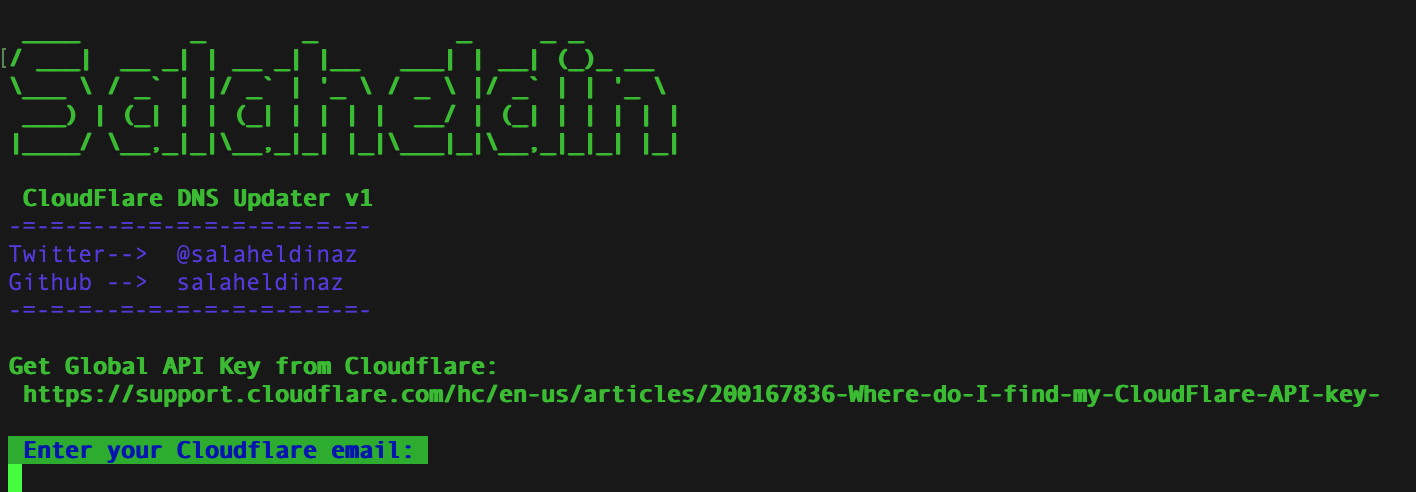 Salaheldin
CloudFlare DNS Updater v1
-=-=-=--=-=-=-=-=-=-=-=-=-
Twitter--> @salaheldinaz
Github --> salaheldinaz
-=-=-=--=-=-=-=-=-=-=-=-=-
Get Global API Key from Cloudflare:
https://support.cloudflare.com/hc/en-us/articles/200167836-Where-do-I-find-my-CloudFlare-API-key-
Enter your Cloudflare email: